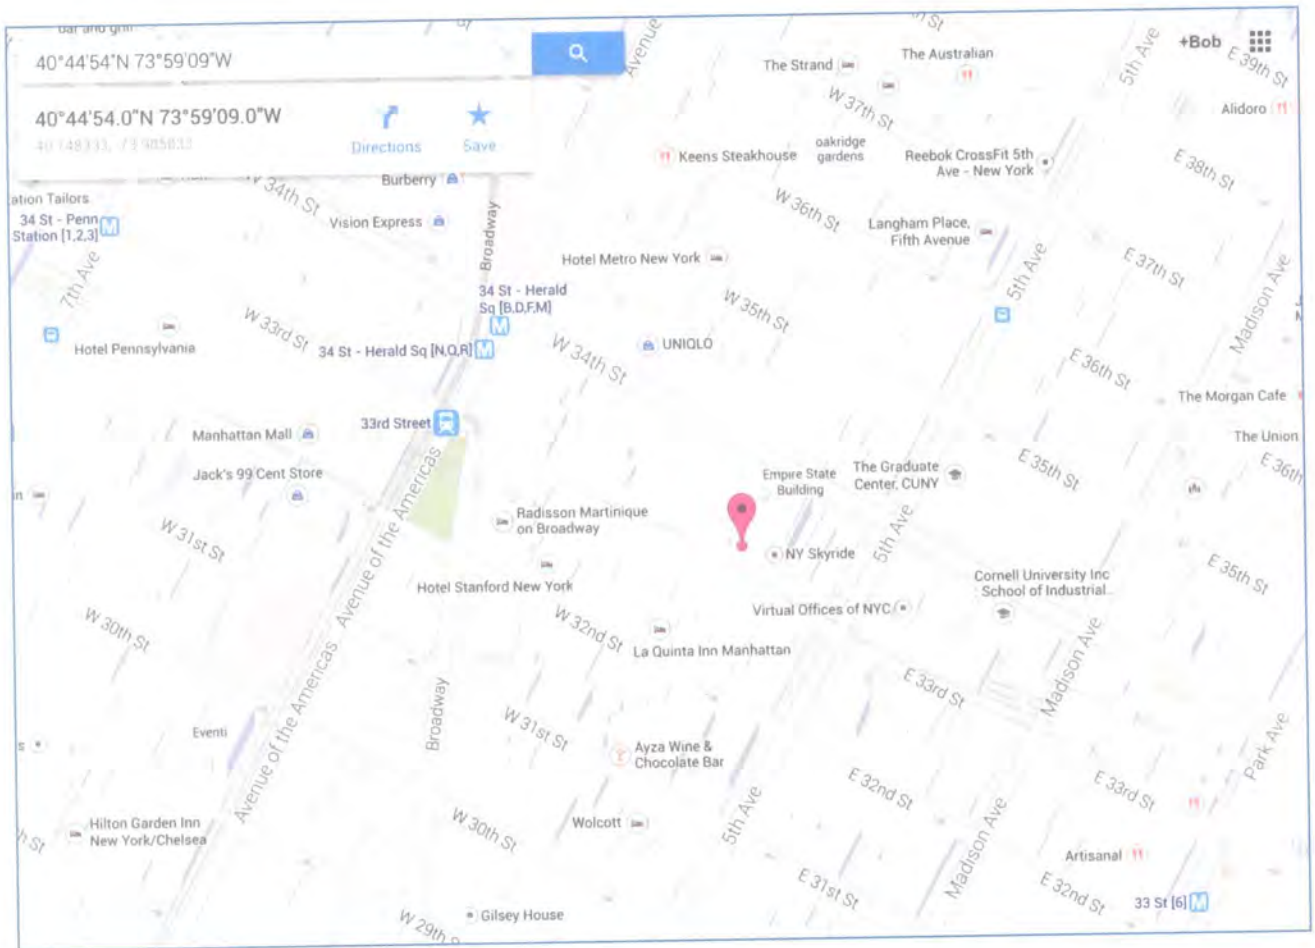 bar and grill
40°44'54"N 73°59'09"W
40°44'54.0"N 73°59'09.0"W
40.748333, -73.985833
Directions
Save
+Bob
Avenue
5th Ave
E 39th St
The Strand
The Australian
W 37th St
Alidoro
Keens Steakhouse
oakridge
gardens
Reebok CrossFit 5th
Ave - New York
E 38th St
W 34th St
Burberry
ation Tailors
34 St - Penn
Station [1,2,3]
Vision Express
Broadway
W 36th St
Langham Place,
Fifth Avenue
E 37th St
7th Ave
Hotel Metro New York
5th Ave
Madison Ave
34 St - Herald
Sq [B,D,F,M]
W 35th St
W 33rd St
Hotel Pennsylvania
34 St - Herald Sq [N,Q,R]
W 34th St
UNIQLO
E 36th St
The Morgan Cafe
33rd Street
Manhattan Mall
The Union
Jack's 99 Cent Store
Avenue of the Americas
Empire State
Building
The Graduate
Center, CUNY
E 35th St
E 36th
in
Radisson Martinique
on Broadway
W 31st St
5th Ave
NY Skyride
Hotel Stanford New York
Cornell University Inc
School of Industrial..
E 35th St
W 30th St
W 32nd St
Virtual Offices of NYC
La Quinta Inn Manhattan
Madison Ave
E 33rd St
Avenue of the Americas
Broadway
W 31st St
Eventi
s
Ayza Wine &
Chocolate Bar
Park Ave
E 32nd St
E 33rd St
Hilton Garden Inn
New York/Chelsea
h St
W 30th St
Wolcott
5th Ave
Madison Ave
Artisanal
E 31st St
E 32nd St
33 St [6]
W 29th S
Gilsey House